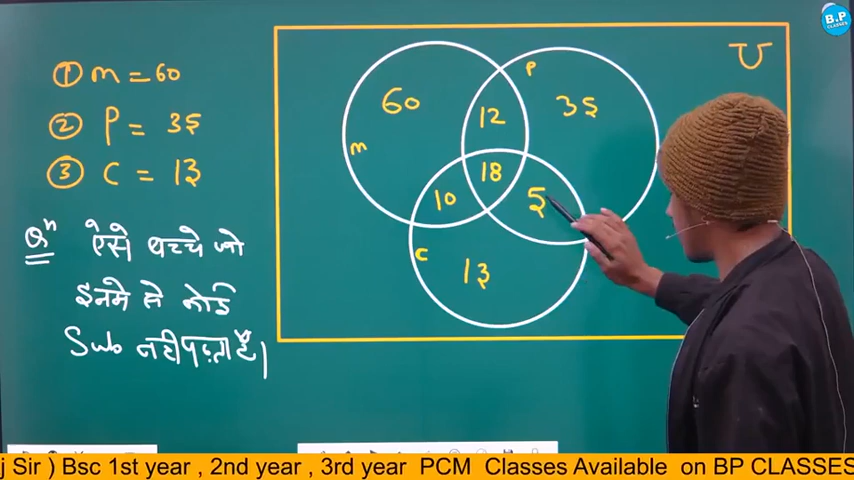 ① m = 60
② P = 35
③ C = 13
Qn ऐसे बच्चे जो
इनमे से कोई
Sub नही पढ़ता है।
U
m
60
12
P
35
18
10
5
C
13
B.P
CLASSES
j Sir ) Bsc 1st year , 2nd year , 3rd year PCM Classes Available on BP CLASSES